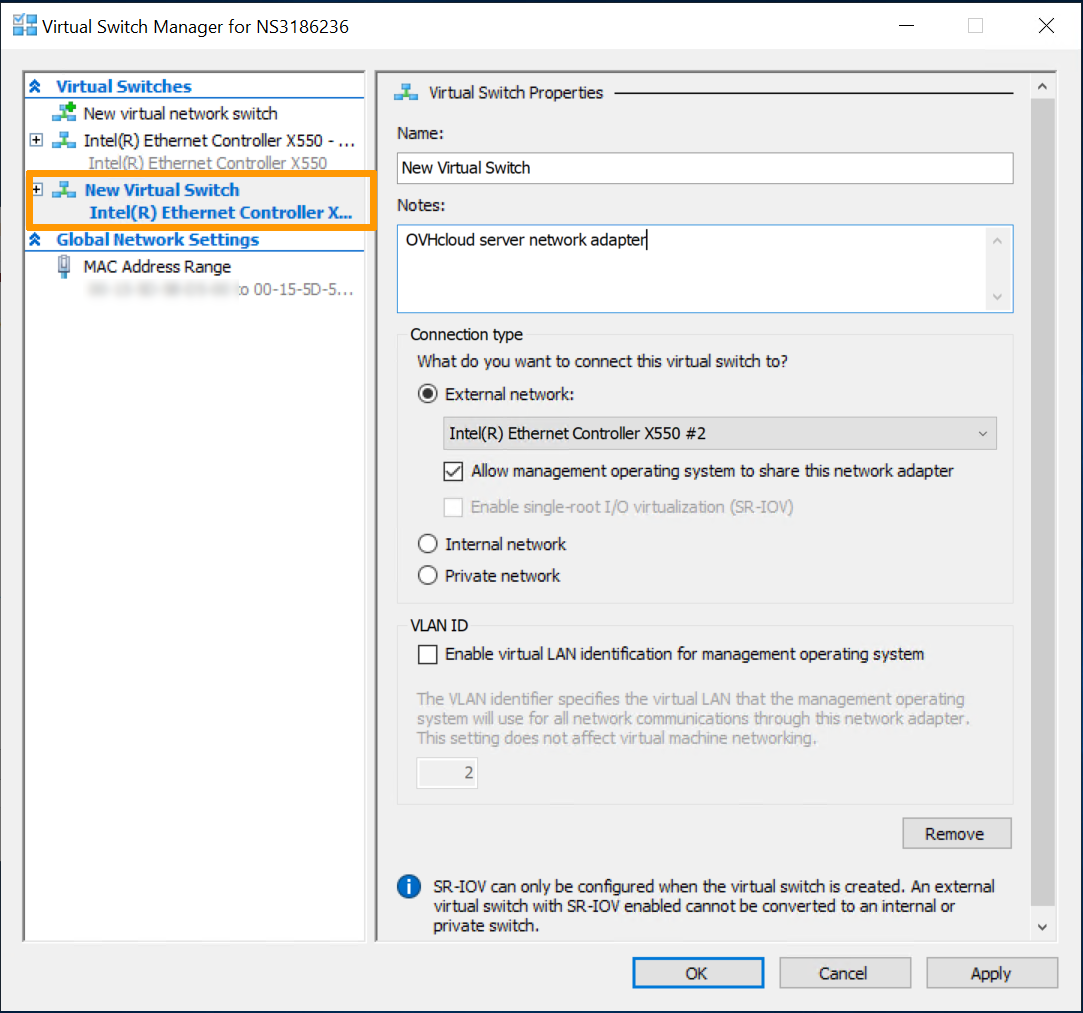 Virtual Switch Manager for NS3186236
Virtual Switches
New virtual network switch
Intel(R) Ethernet Controller X550 - ...
Intel(R) Ethernet Controller X550
New Virtual Switch
Intel(R) Ethernet Controller X...
Global Network Settings
MAC Address Range
to 00-15-5D-5...
Virtual Switch Properties
Name:
New Virtual Switch
Notes:
OVHcloud server network adapter
Connection type
What do you want to connect this virtual switch to?
External network:
Intel(R) Ethernet Controller X550 #2
Allow management operating system to share this network adapter
Enable single-root I/O virtualization (SR-IOV)
Internal network
Private network
VLAN ID
Enable virtual LAN identification for management operating system
The VLAN identifier specifies the virtual LAN that the management operating
system will use for all network communications through this network adapter.
This setting does not affect virtual machine networking.
2
Remove
SR-IOV can only be configured when the virtual switch is created. An external
virtual switch with SR-IOV enabled cannot be converted to an internal or
private switch.
OK
Cancel
Apply